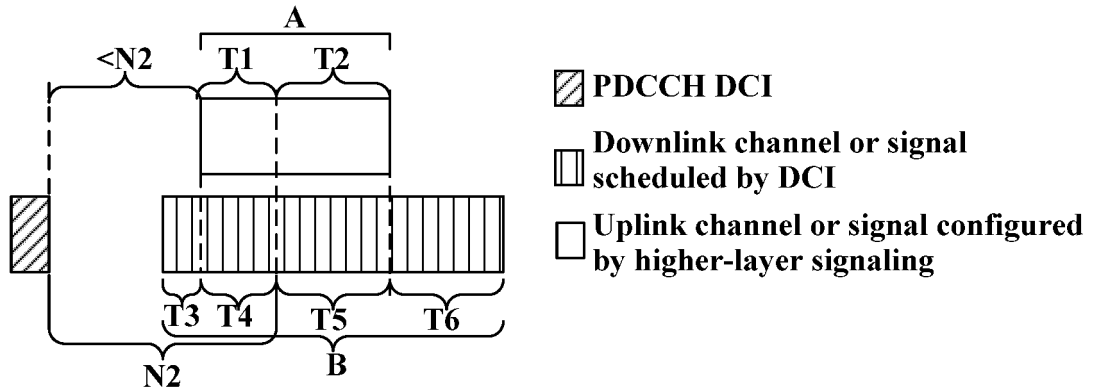 A
<N2
T1
T2
PDCCH DCI
Downlink channel or signal
scheduled by DCI
Uplink channel or signal configured
by higher-layer signaling
T3
T4
T5
T6
N2
B